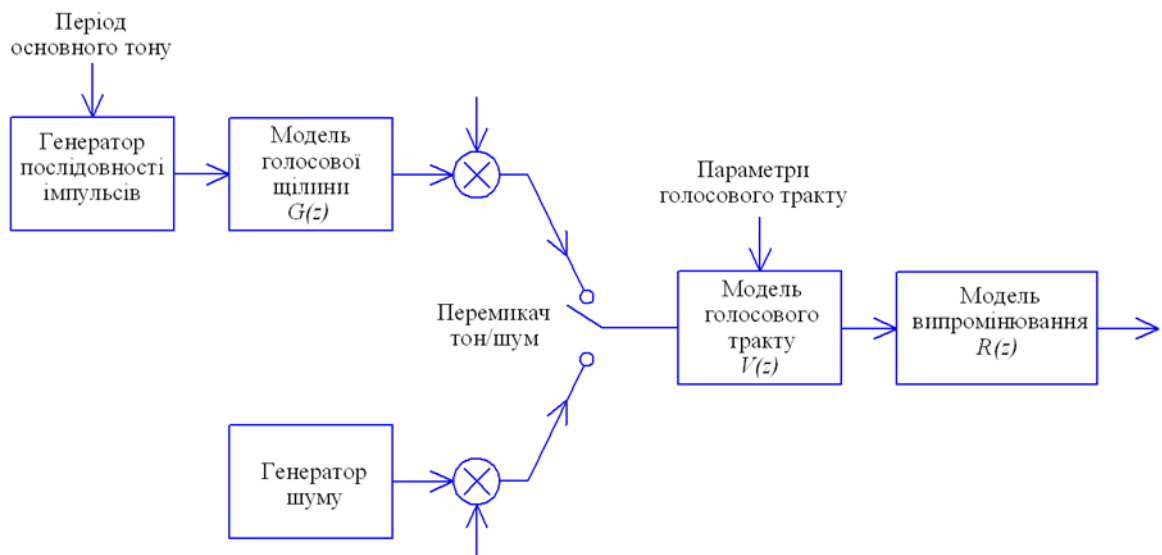 Період
основного тону
Генератор
послідовності
імпульсів
Модель
голосової
щілини
G(z)
Параметри
голосового тракту
Перемикач
тон/шум
Модель
голосового
тракту
V(z)
Модель
випромінювання
R(z)
Генератор
шуму